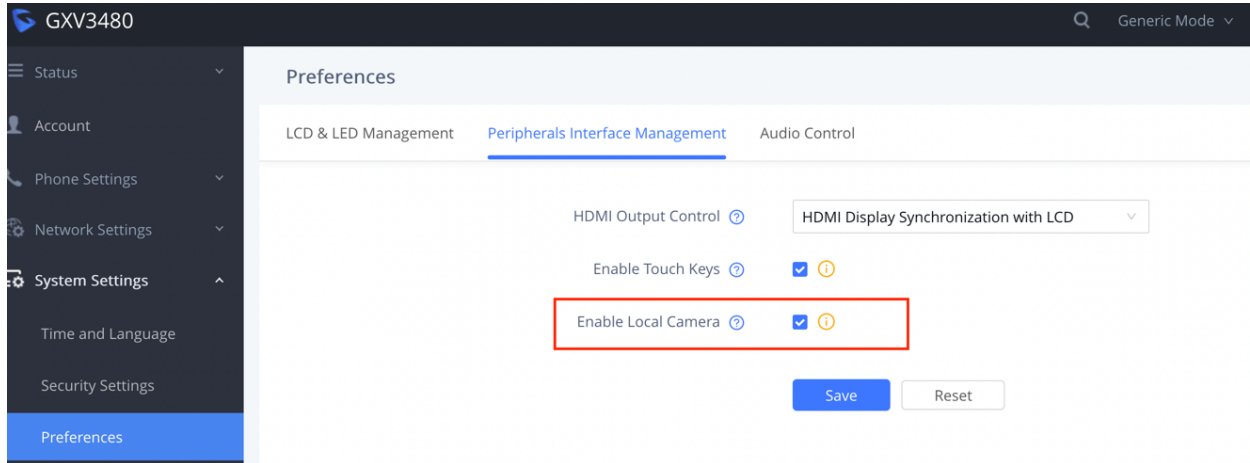 GXV3480
Generic Mode
Status
Account
Phone Settings
Network Settings
System Settings
Time and Language
Security Settings
Preferences
Preferences
LCD & LED Management
Peripherals Interface Management
Audio Control
HDMI Output Control
HDMI Display Synchronization with LCD
Enable Touch Keys
Enable Local Camera
Save
Reset